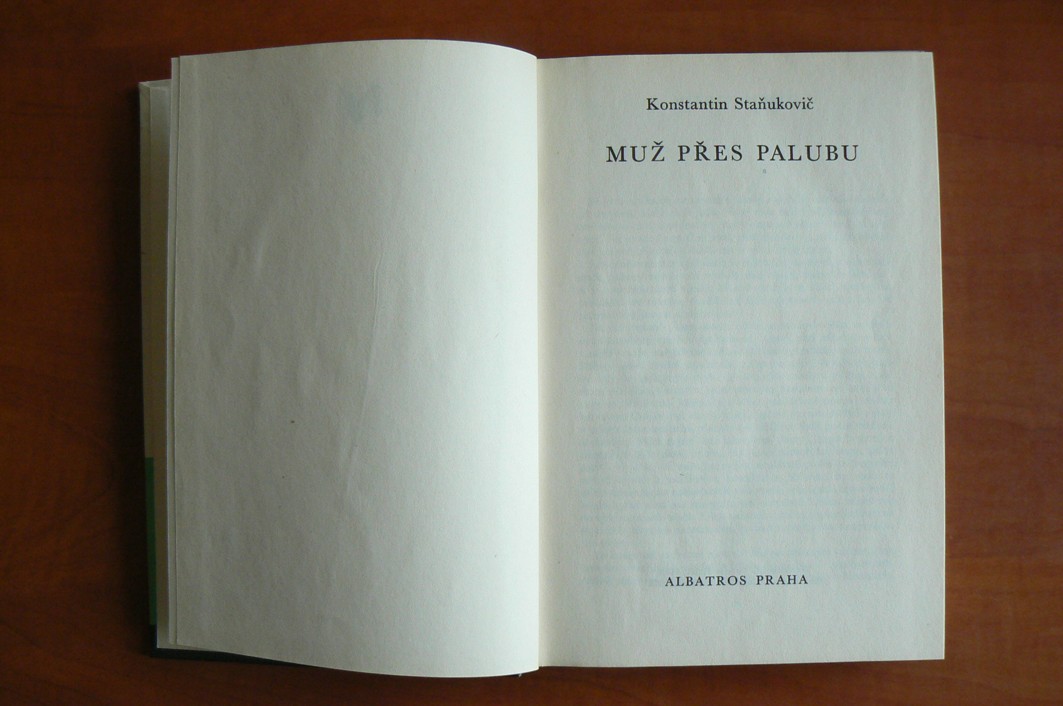 Konstantin Staňukovič
MUŽ PŘES PALUBU
ALBATROS PRAHA